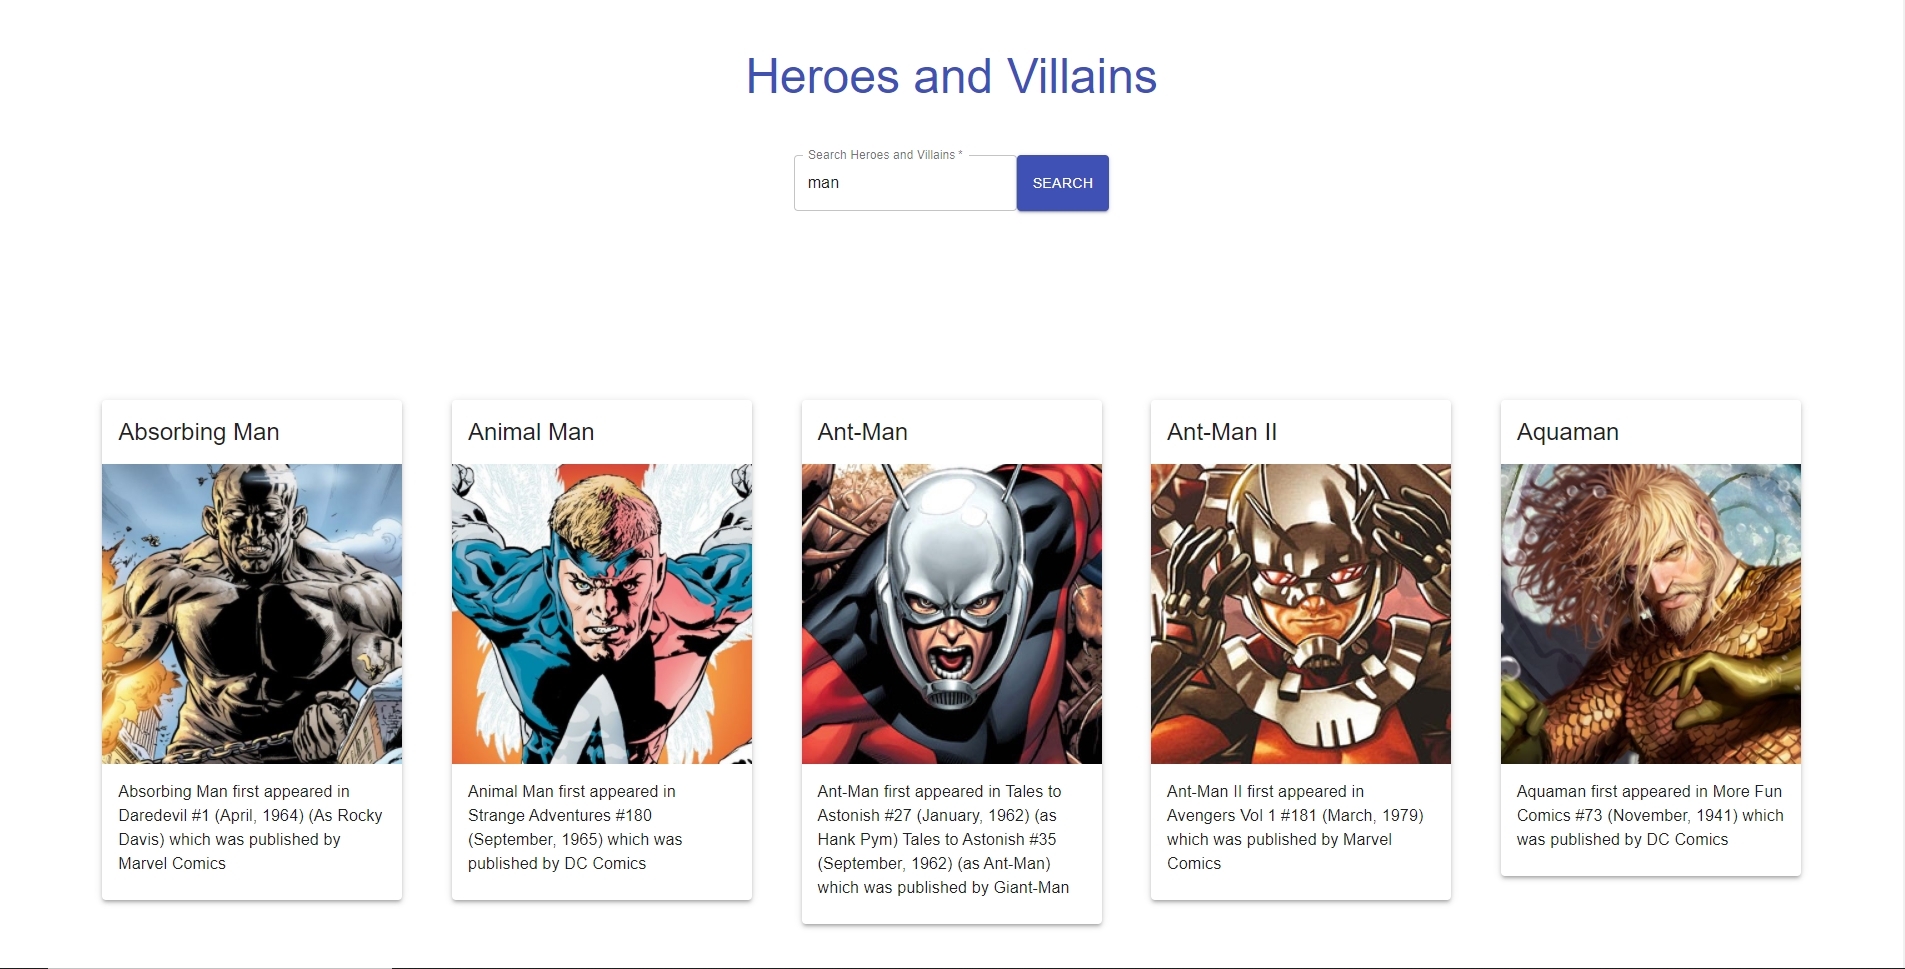 Heroes and Villains
Search Heroes and Villains *
man
SEARCH
Absorbing Man
Absorbing Man first appeared in
Daredevil #1 (April, 1964) (As Rocky
Davis) which was published by
Marvel Comics
Animal Man
Animal Man first appeared in
Strange Adventures #180
(September, 1965) which was
published by DC Comics
Ant-Man
Ant-Man first appeared in Tales to
Astonish #27 (January, 1962) (as
Hank Pym) Tales to Astonish #35
(September, 1962) (as Ant-Man)
which was published by Giant-Man
Ant-Man II
Ant-Man II first appeared in
Avengers Vol 1 #181 (March, 1979)
which was published by Marvel
Comics
Aquaman
Aquaman first appeared in More Fun
Comics #73 (November, 1941) which
was published by DC Comics